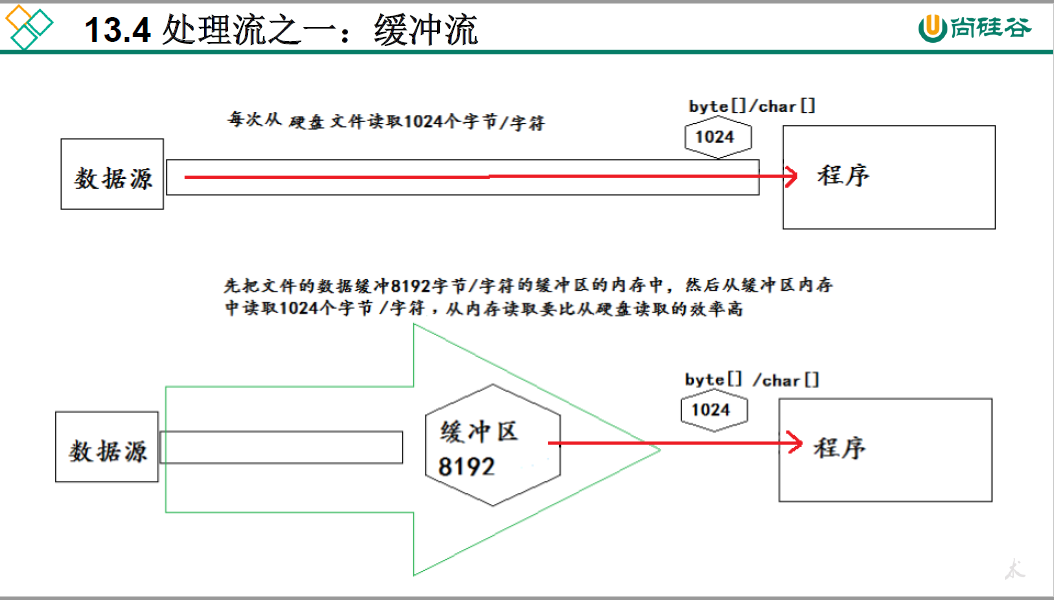 13.4 处理流之一：缓冲流
尚硅谷
每次从 硬盘 文件读取1024个字节/字符
byte[]/char[]
1024
数据源
程序
先把文件的数据缓冲8192字节/字符的缓冲区的内存中，然后从缓冲区内存
中读取1024个字节 /字符 ，从内存读取要比从硬盘读取的效率高
byte[] /char[]
1024
缓冲区
8192
数据源
程序